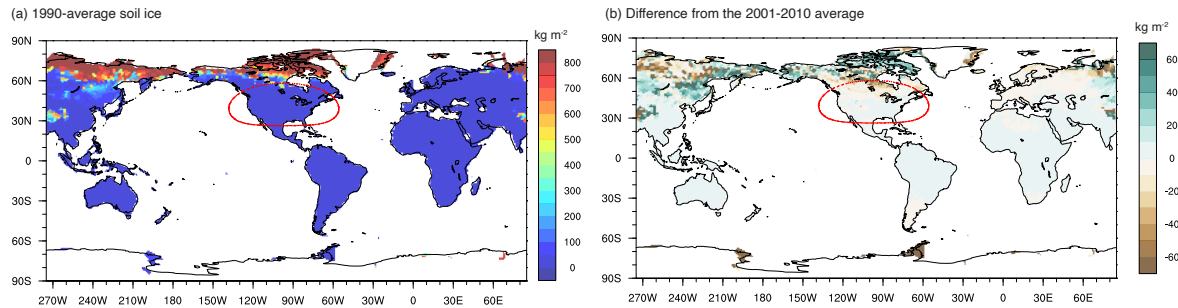 (a) 1990-average soil ice
kg m-2
90N
60N
30N
0
30S
60S
90S
270W 240W 210W 180 150W 120W 90W 60W 30W 0 30E 60E
800
700
600
500
400
300
200
100
0
(b) Difference from the 2001-2010 average
kg m-2
90N
60N
30N
0
30S
60S
90S
270W 240W 210W 180 150W 120W 90W 60W 30W 0 30E 60E
60
40
20
0
-20
-40
-60